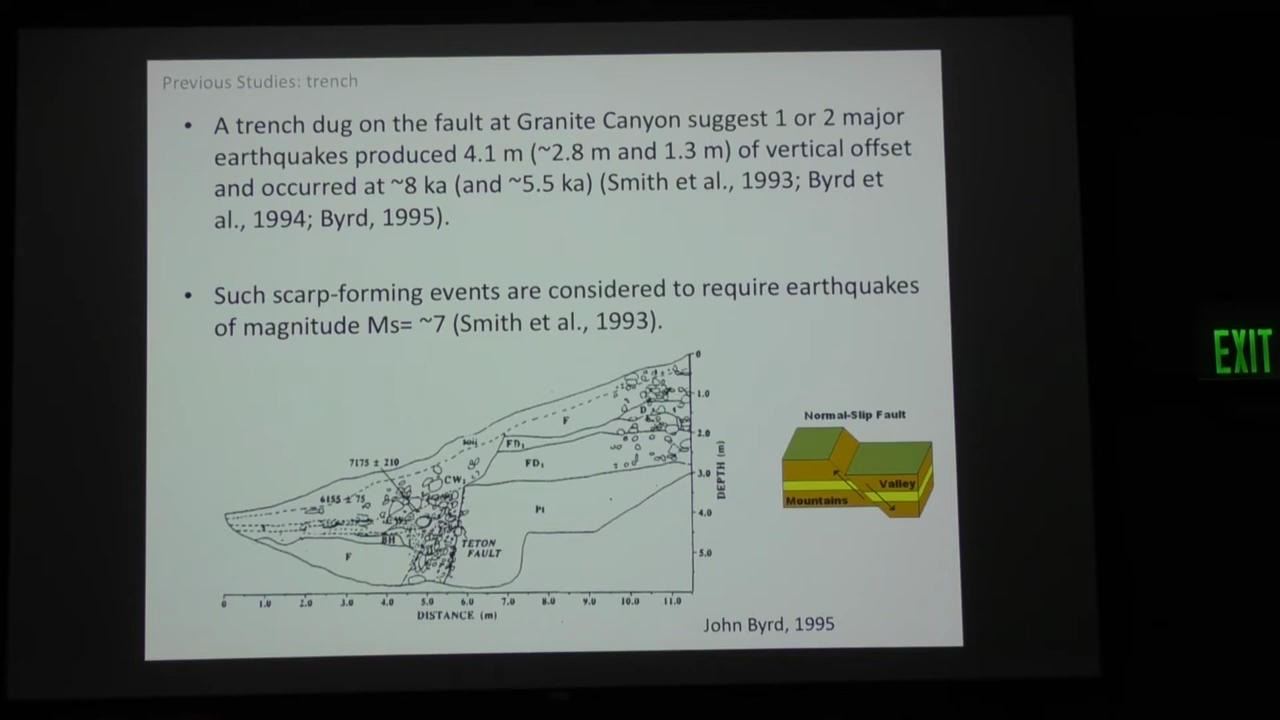 Previous Studies: trench
• A trench dug on the fault at Granite Canyon suggest 1 or 2 major
earthquakes produced 4.1 m (~2.8 m and 1.3 m) of vertical offset
and occurred at ~8 ka (and ~5.5 ka) (Smith et al., 1993; Byrd et
al., 1994; Byrd, 1995).
• Such scarp-forming events are considered to require earthquakes
of magnitude Ms= ~7 (Smith et al., 1993).
0
1.0
D
F
2.0
soil
FD₁
7175 ± 210
FD₁
3.0
DEPTH (m)
CW₁
6155 ± 75
4.0
BH
TETON
FAULT
F
5.0
0 1.0 2.0 3.0 4.0 5.0 6.0 7.0 8.0 9.0 10.0 11.0
DISTANCE (m)
Normal-Slip Fault
Valley
Mountains
John Byrd, 1995
EXIT